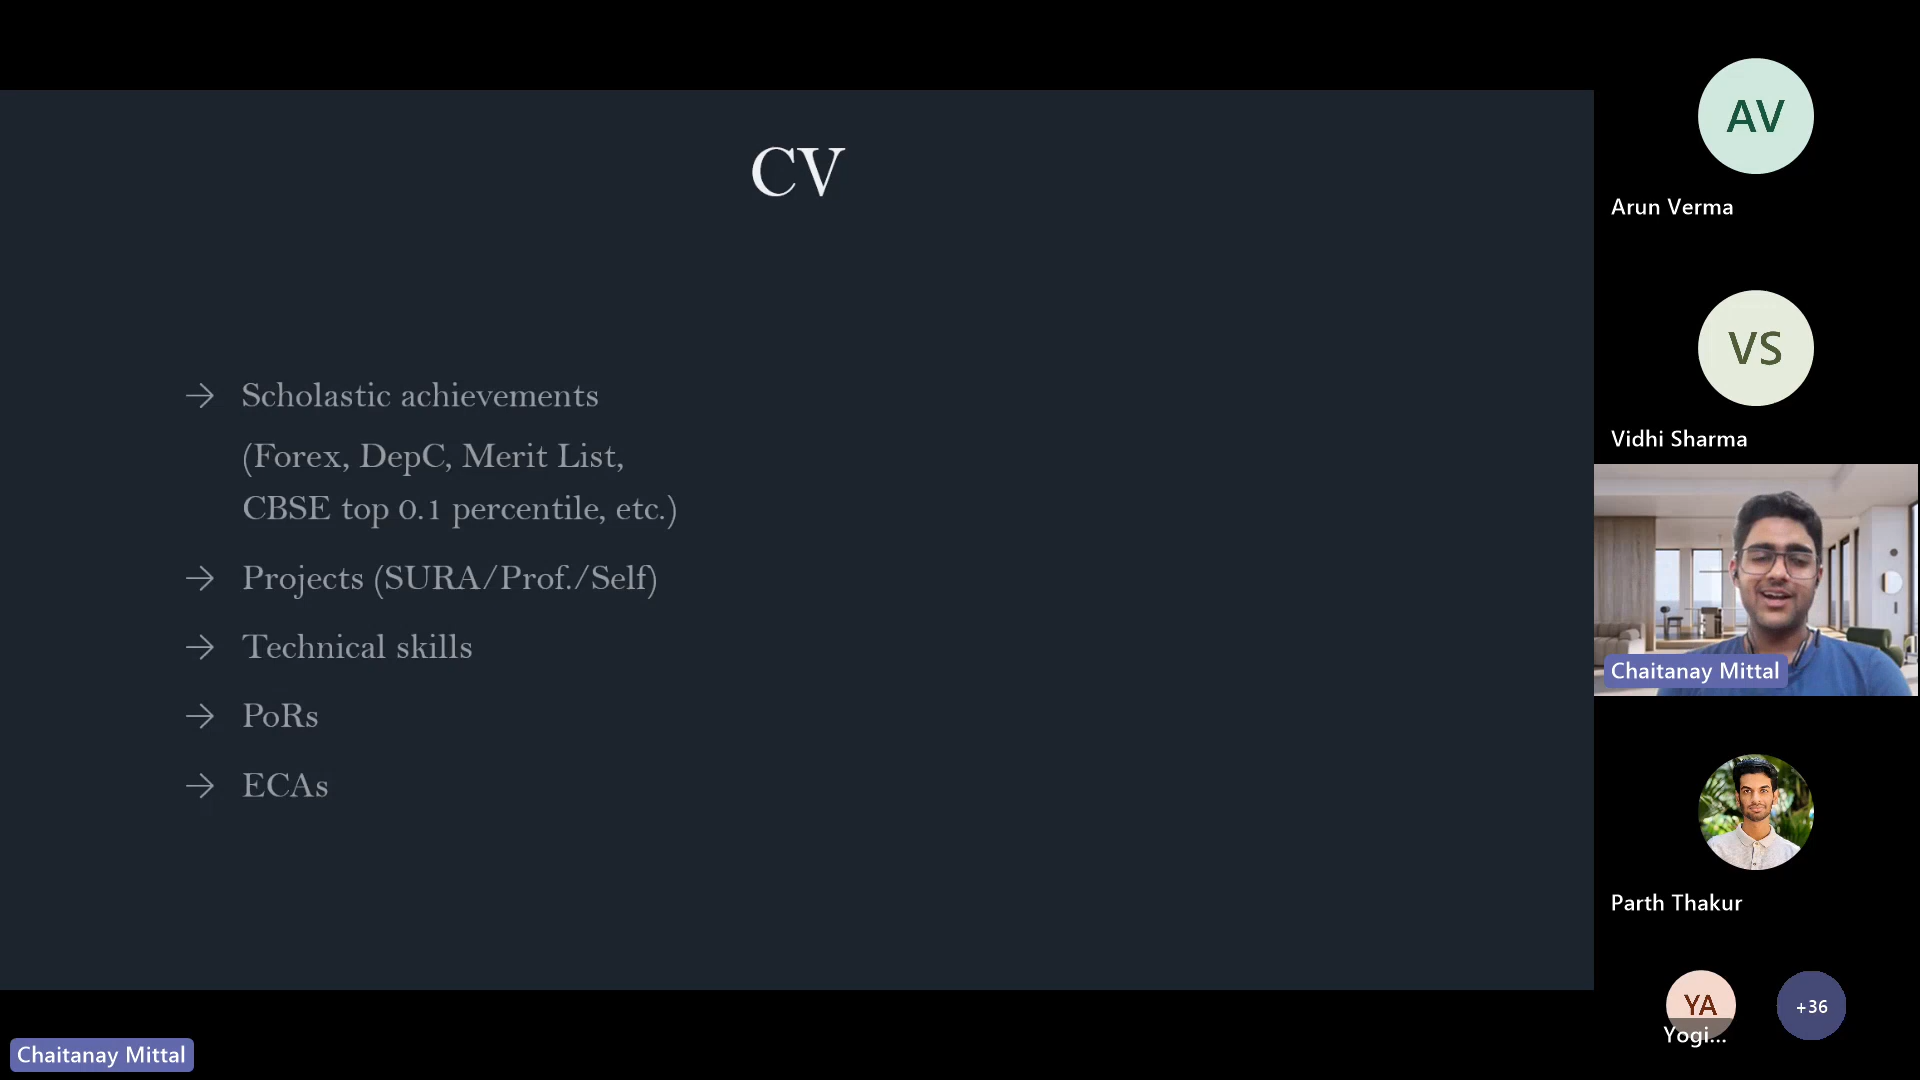 CV
→ Scholastic achievements
(Forex, DepC, Merit List,
CBSE top 0.1 percentile, etc.)
→ Projects (SURA/Prof./Self)
→ Technical skills
→ PoRs
→ ECAs
AV
Arun Verma
VS
Vidhi Sharma
Chaitanay Mittal
Parth Thakur
YA
Yogi...
+36
Chaitanay Mittal